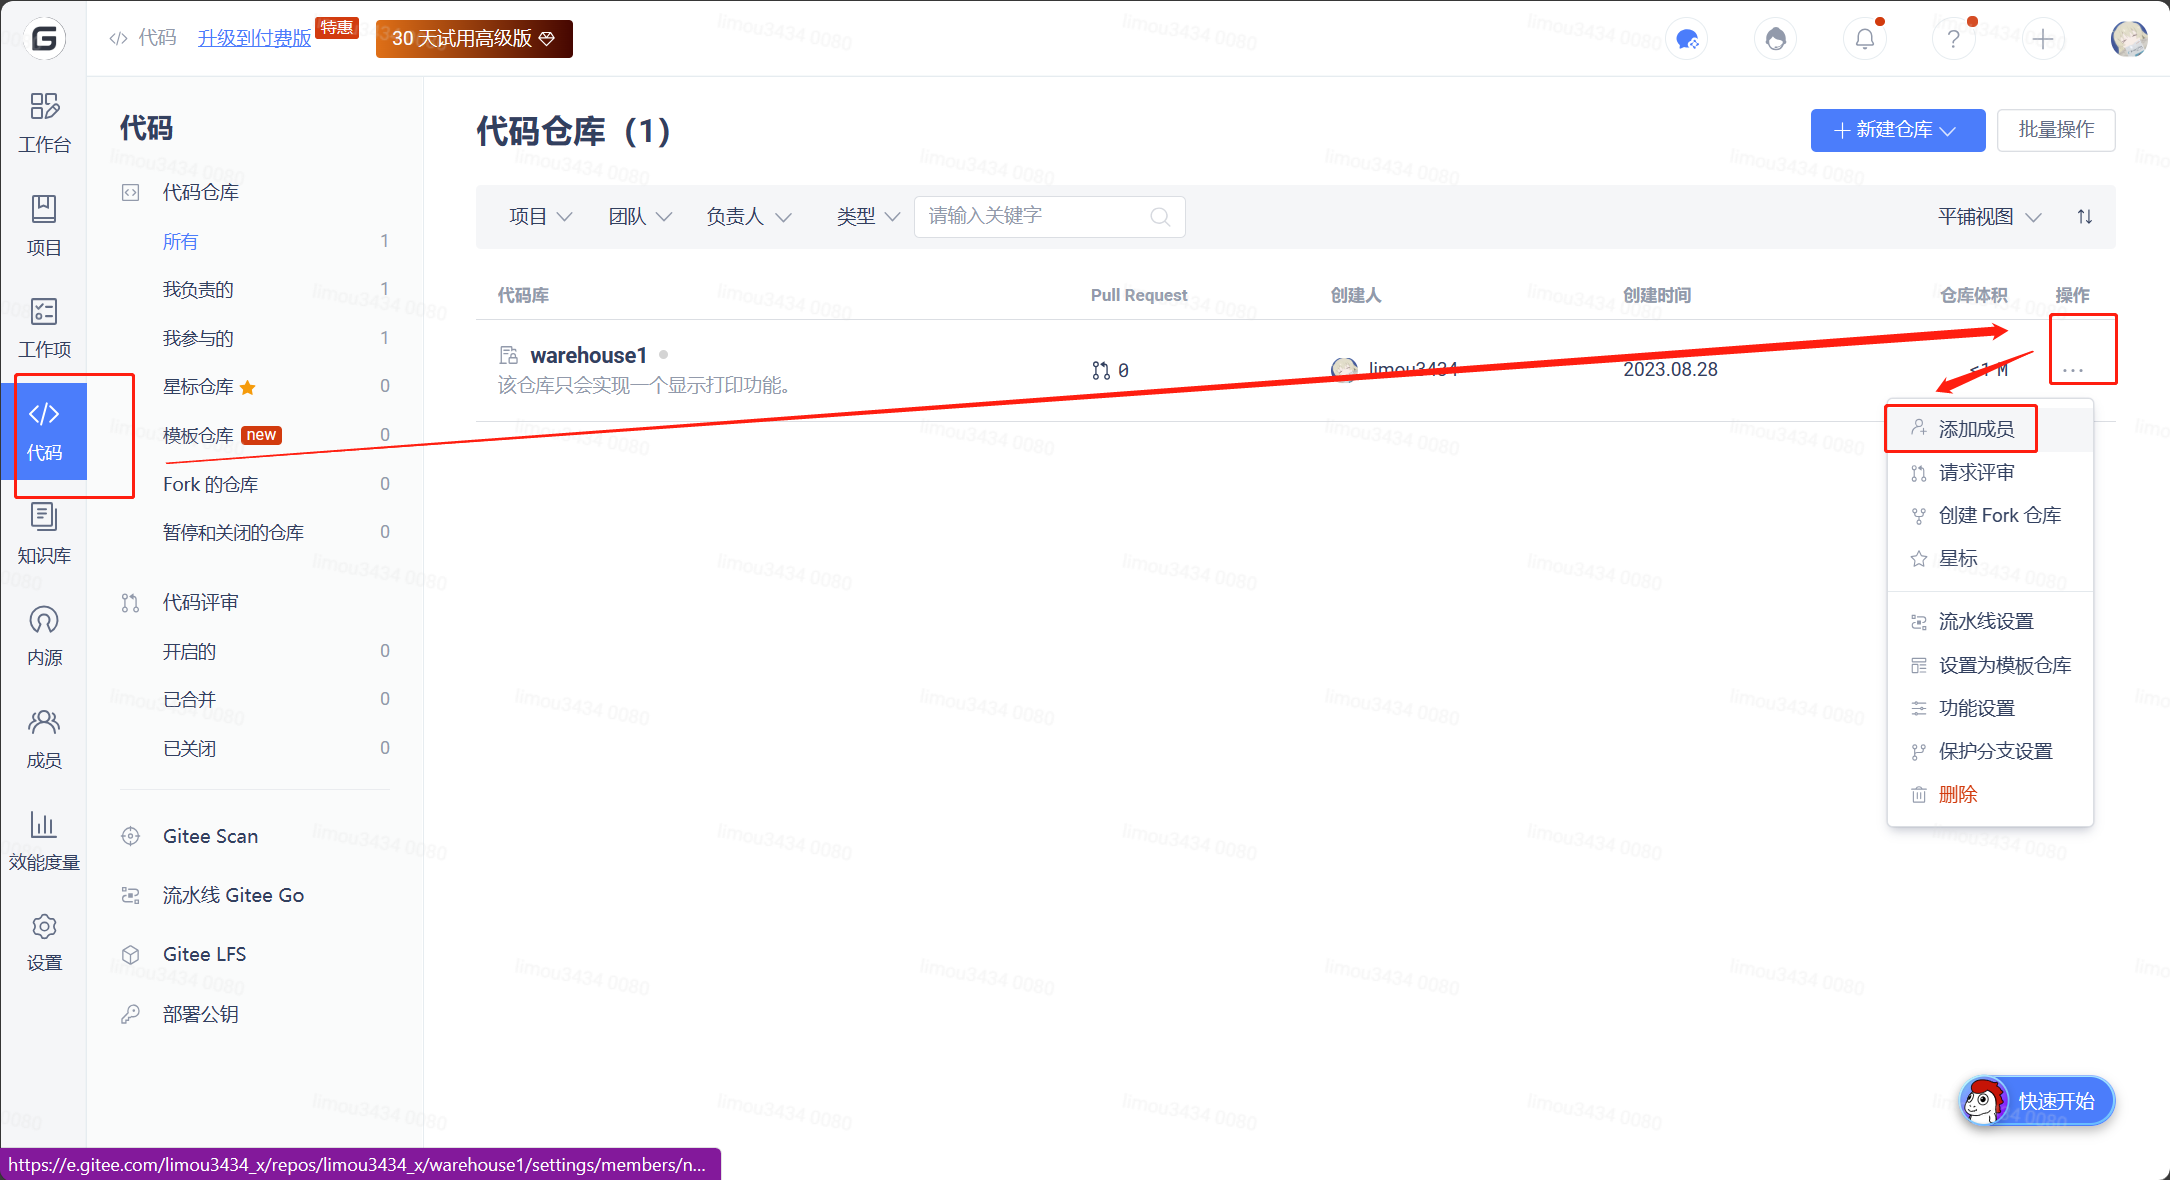 代码 升级到付费版 特惠 30 天试用高级版
工作台
项目
工作项
代码
知识库
内源
成员
效能度量
设置
代码
代码仓库
所有 1
我负责的 1
我参与的 1
星标仓库 0
模板仓库 new 0
Fork 的仓库 0
暂停和关闭的仓库 0
代码评审
开启的 0
已合并 0
已关闭 0
Gitee Scan
流水线 Gitee Go
Gitee LFS
部署公钥
代码仓库（1）
新建仓库 批量操作
项目 团队 负责人 类型 请输入关键字 平铺视图
代码库 Pull Request 创建人 创建时间 仓库体积 操作
warehouse1
该仓库只会实现一个显示打印功能。
0 limou3434 2023.08.28 <1 M ...
添加成员
请求评审
创建 Fork 仓库
星标
流水线设置
设置为模板仓库
功能设置
保护分支设置
删除
快速开始
https://e.gitee.com/limou3434_x/repos/limou3434_x/warehouse1/settings/members/n...
limou3434 0080